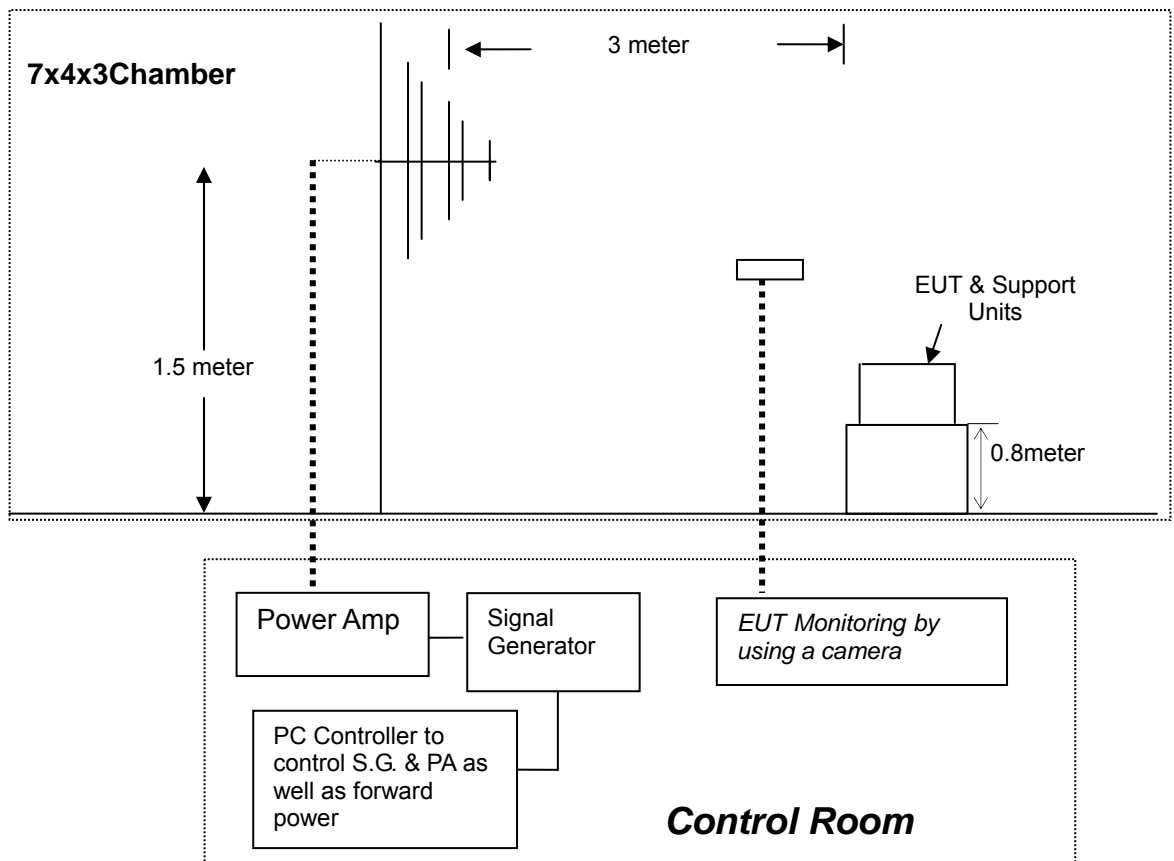 3 meter
7x4x3Chamber
EUT & Support
Units
1.5 meter
0.8meter
Power Amp
Signal
Generator
EUT Monitoring by
using a camera
PC Controller to
control S.G. & PA as
well as forward
power
Control Room